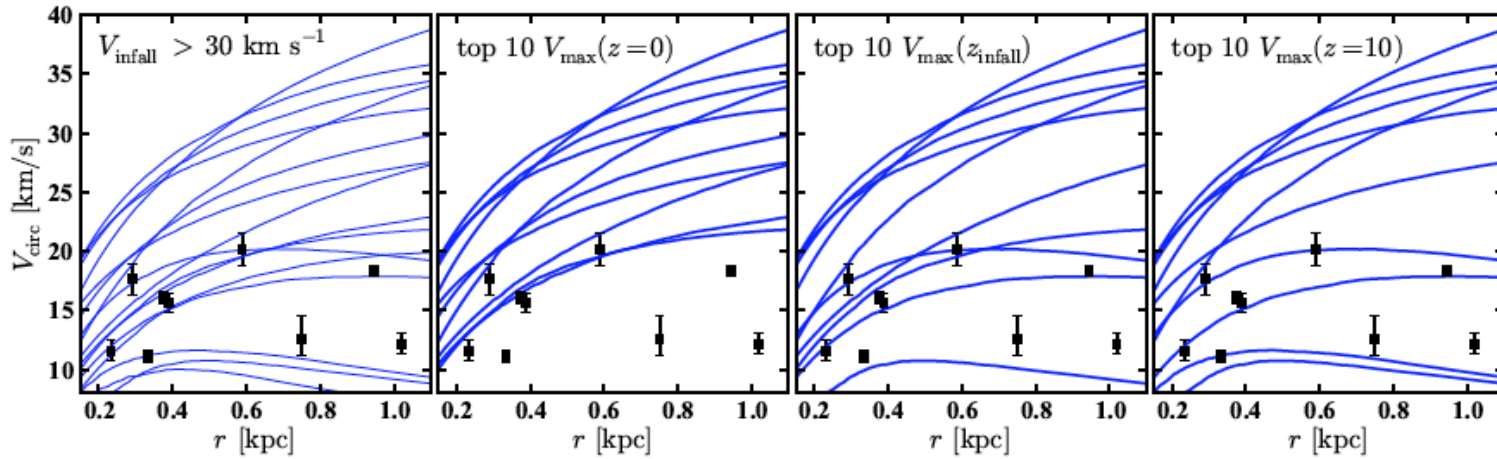 V_infall > 30 km s⁻¹
top 10 V_max(z=0)
top 10 V_max(z_infall)
top 10 V_max(z=10)
V_circ [km/s]
40
35
30
25
20
15
10
0.2 0.4 0.6 0.8 1.0
0.2 0.4 0.6 0.8 1.0
0.2 0.4 0.6 0.8 1.0
0.2 0.4 0.6 0.8 1.0
r [kpc]
r [kpc]
r [kpc]
r [kpc]